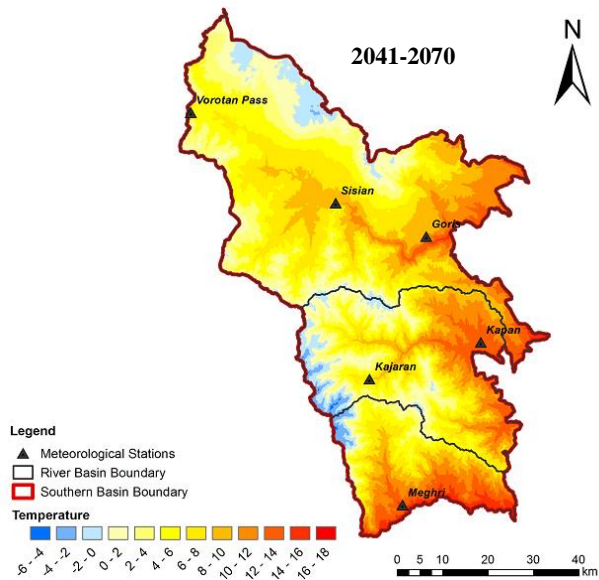 2041-2070
N
Vorotan Pass
Sisian
Goris
Kapan
Kajaran
Meghri
Legend
Meteorological Stations
River Basin Boundary
Southern Basin Boundary
Temperature
-6 - -4
-4 - -2
-2 - 0
0 - 2
2 - 4
4 - 6
6 - 8
8 - 10
10 - 12
12 - 14
14 - 16
16 - 18
0 5 10 20 30 40
km